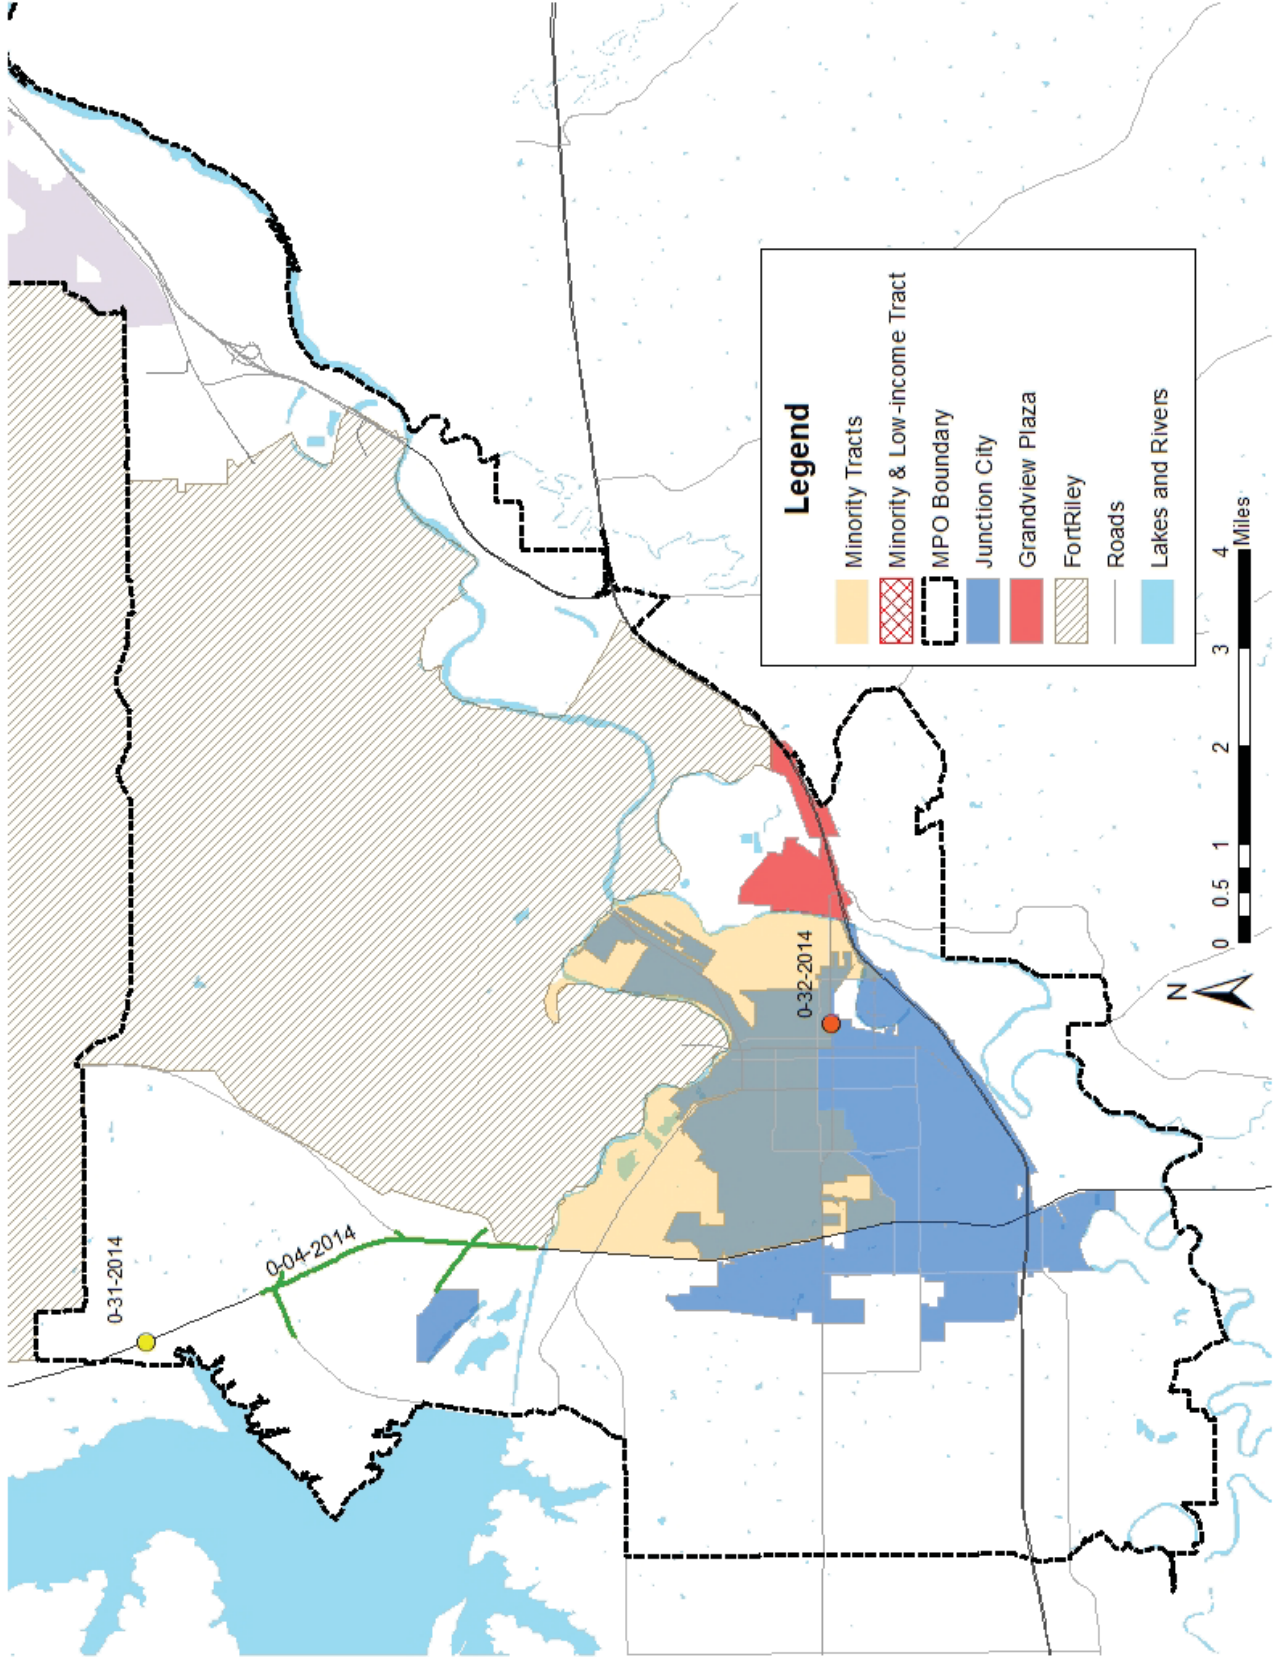 0-31-2014
0-04-2014
0-32-2014
Legend
Minority Tracts
Minority & Low-income Tract
MPO Boundary
Junction City
Grandview Plaza
FortRiley
Roads
Lakes and Rivers
N
0 0.5 1 2 3 4
Miles